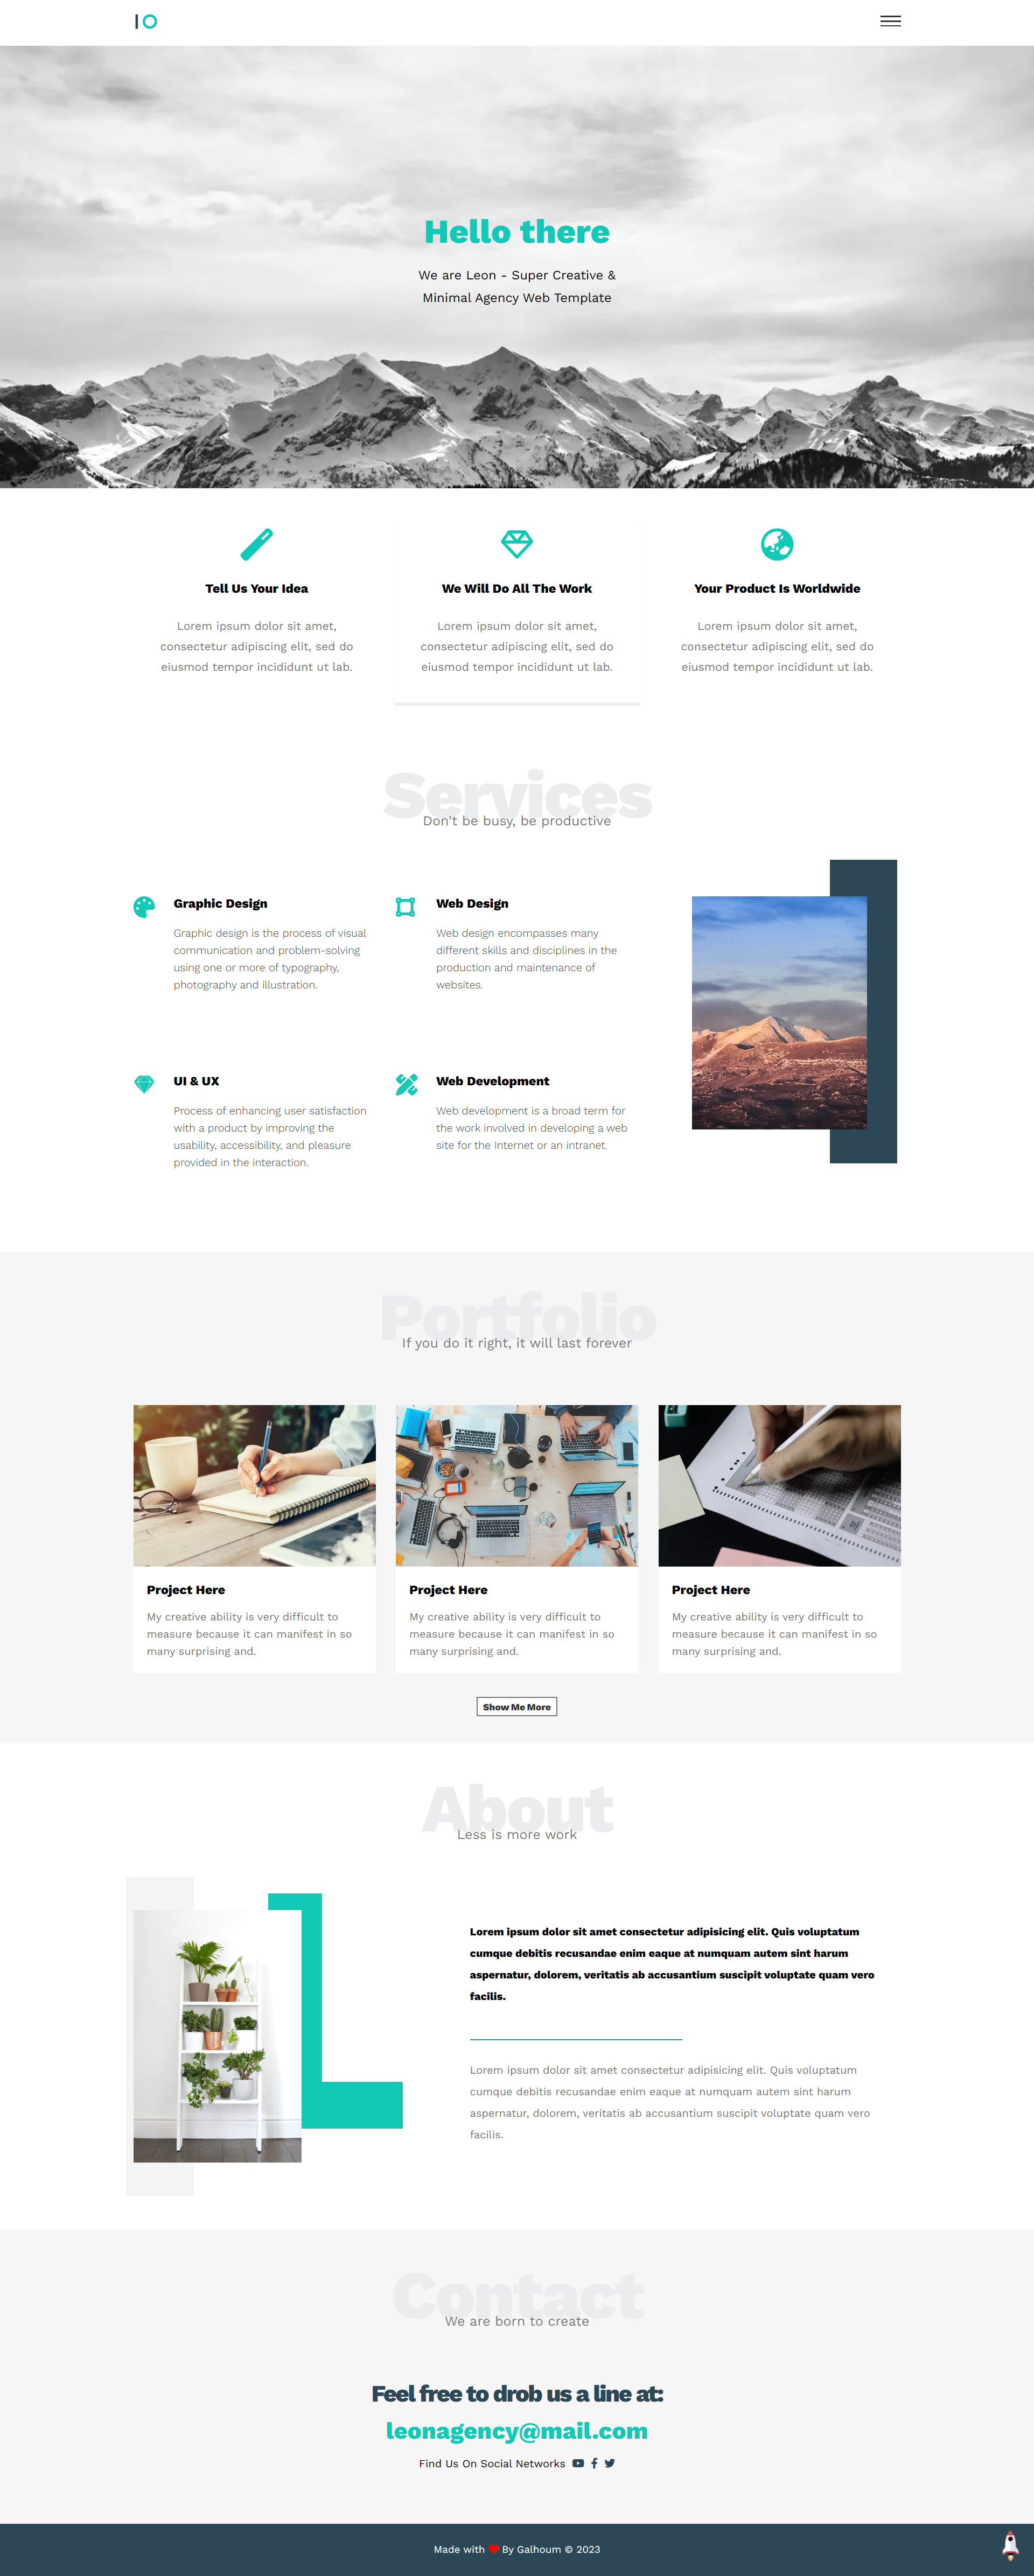 IO
Hello there
We are Leon - Super Creative &
Minimal Agency Web Template
Tell Us Your Idea
Lorem ipsum dolor sit amet,
consectetur adipiscing elit, sed do
eiusmod tempor incididunt ut lab.
We Will Do All The Work
Lorem ipsum dolor sit amet,
consectetur adipiscing elit, sed do
eiusmod tempor incididunt ut lab.
Your Product Is Worldwide
Lorem ipsum dolor sit amet,
consectetur adipiscing elit, sed do
eiusmod tempor incididunt ut lab.
Services
Don't be busy, be productive
Graphic Design
Graphic design is the process of visual
communication and problem-solving
using one or more of typography,
photography and illustration.
Web Design
Web design encompasses many
different skills and disciplines in the
production and maintenance of
websites.
UI & UX
Process of enhancing user satisfaction
with a product by improving the
usability, accessibility, and pleasure
provided in the interaction.
Web Development
Web development is a broad term for
the work involved in developing a web
site for the Internet or an intranet.
Portfolio
If you do it right, it will last forever
Project Here
My creative ability is very difficult to
measure because it can manifest in so
many surprising and.
Project Here
My creative ability is very difficult to
measure because it can manifest in so
many surprising and.
Project Here
My creative ability is very difficult to
measure because it can manifest in so
many surprising and.
Show Me More
About
Less is more work
Lorem ipsum dolor sit amet consectetur adipisicing elit. Quis voluptatum
cumque debitis recusandae enim eaque at numquam autem sint harum
aspernatur, dolorem, veritatis ab accusantium suscipit voluptate quam vero
facilis.
Lorem ipsum dolor sit amet consectetur adipisicing elit. Quis voluptatum
cumque debitis recusandae enim eaque at numquam autem sint harum
aspernatur, dolorem, veritatis ab accusantium suscipit voluptate quam vero
facilis.
Contact
We are born to create
Feel free to drob us a line at:
leonagency@mail.com
Find Us On Social Networks
Made with ❤ By Galhoum © 2023